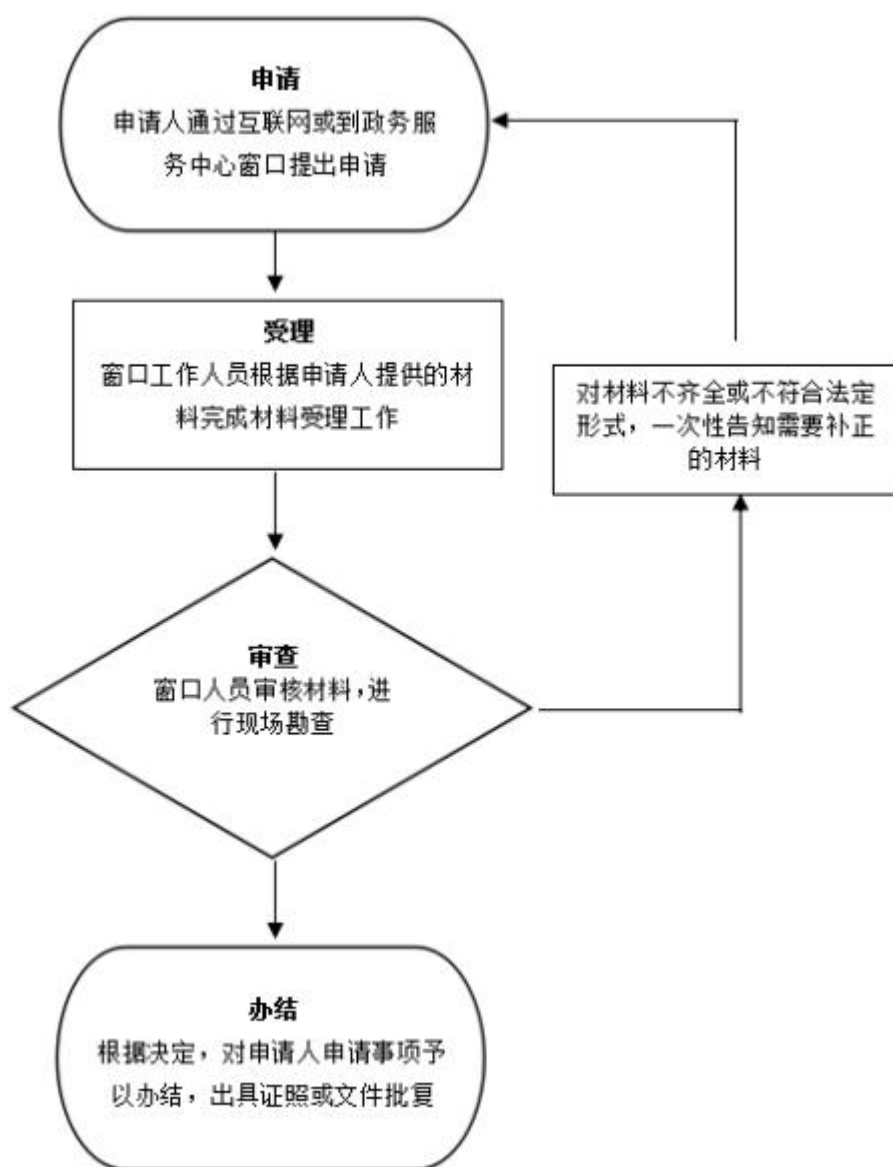 申请
申请人通过互联网或到政务服
务中心窗口提出申请
受理
窗口工作人员根据申请人提供的材
料完成材料受理工作
对材料不齐全或不符合法定
形式，一次性告知需要补正
的材料
审查
窗口人员审核材料，进
行现场勘查
办结
根据决定，对申请人申请事项予
以办结，出具证照或文件批复